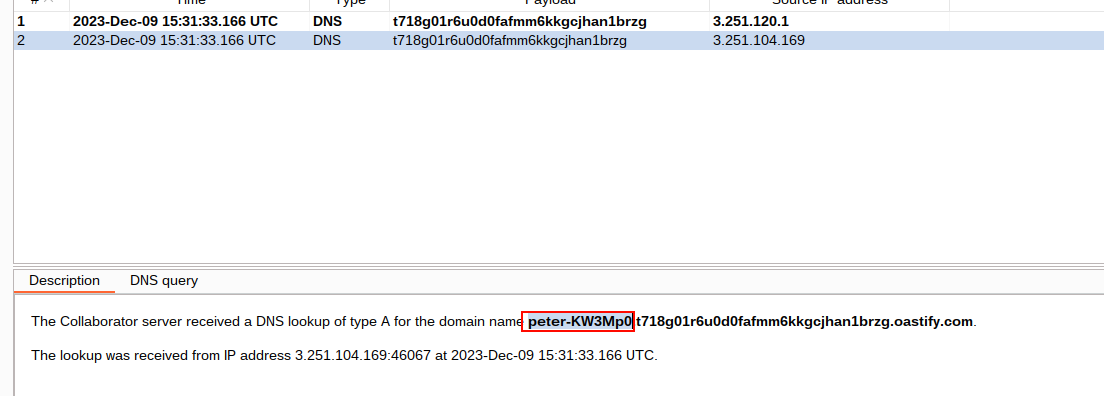 # Time Type Payload Source IP address
1 2023-Dec-09 15:31:33.166 UTC DNS t718g01r6u0d0fafmm6kkgcjhan1brzg 3.251.120.1
2 2023-Dec-09 15:31:33.166 UTC DNS t718g01r6u0d0fafmm6kkgcjhan1brzg 3.251.104.169
Description DNS query
The Collaborator server received a DNS lookup of type A for the domain name peter-KW3Mp0.t718g01r6u0d0fafmm6kkgcjhan1brzg.oastify.com.
The lookup was received from IP address 3.251.104.169:46067 at 2023-Dec-09 15:31:33.166 UTC.